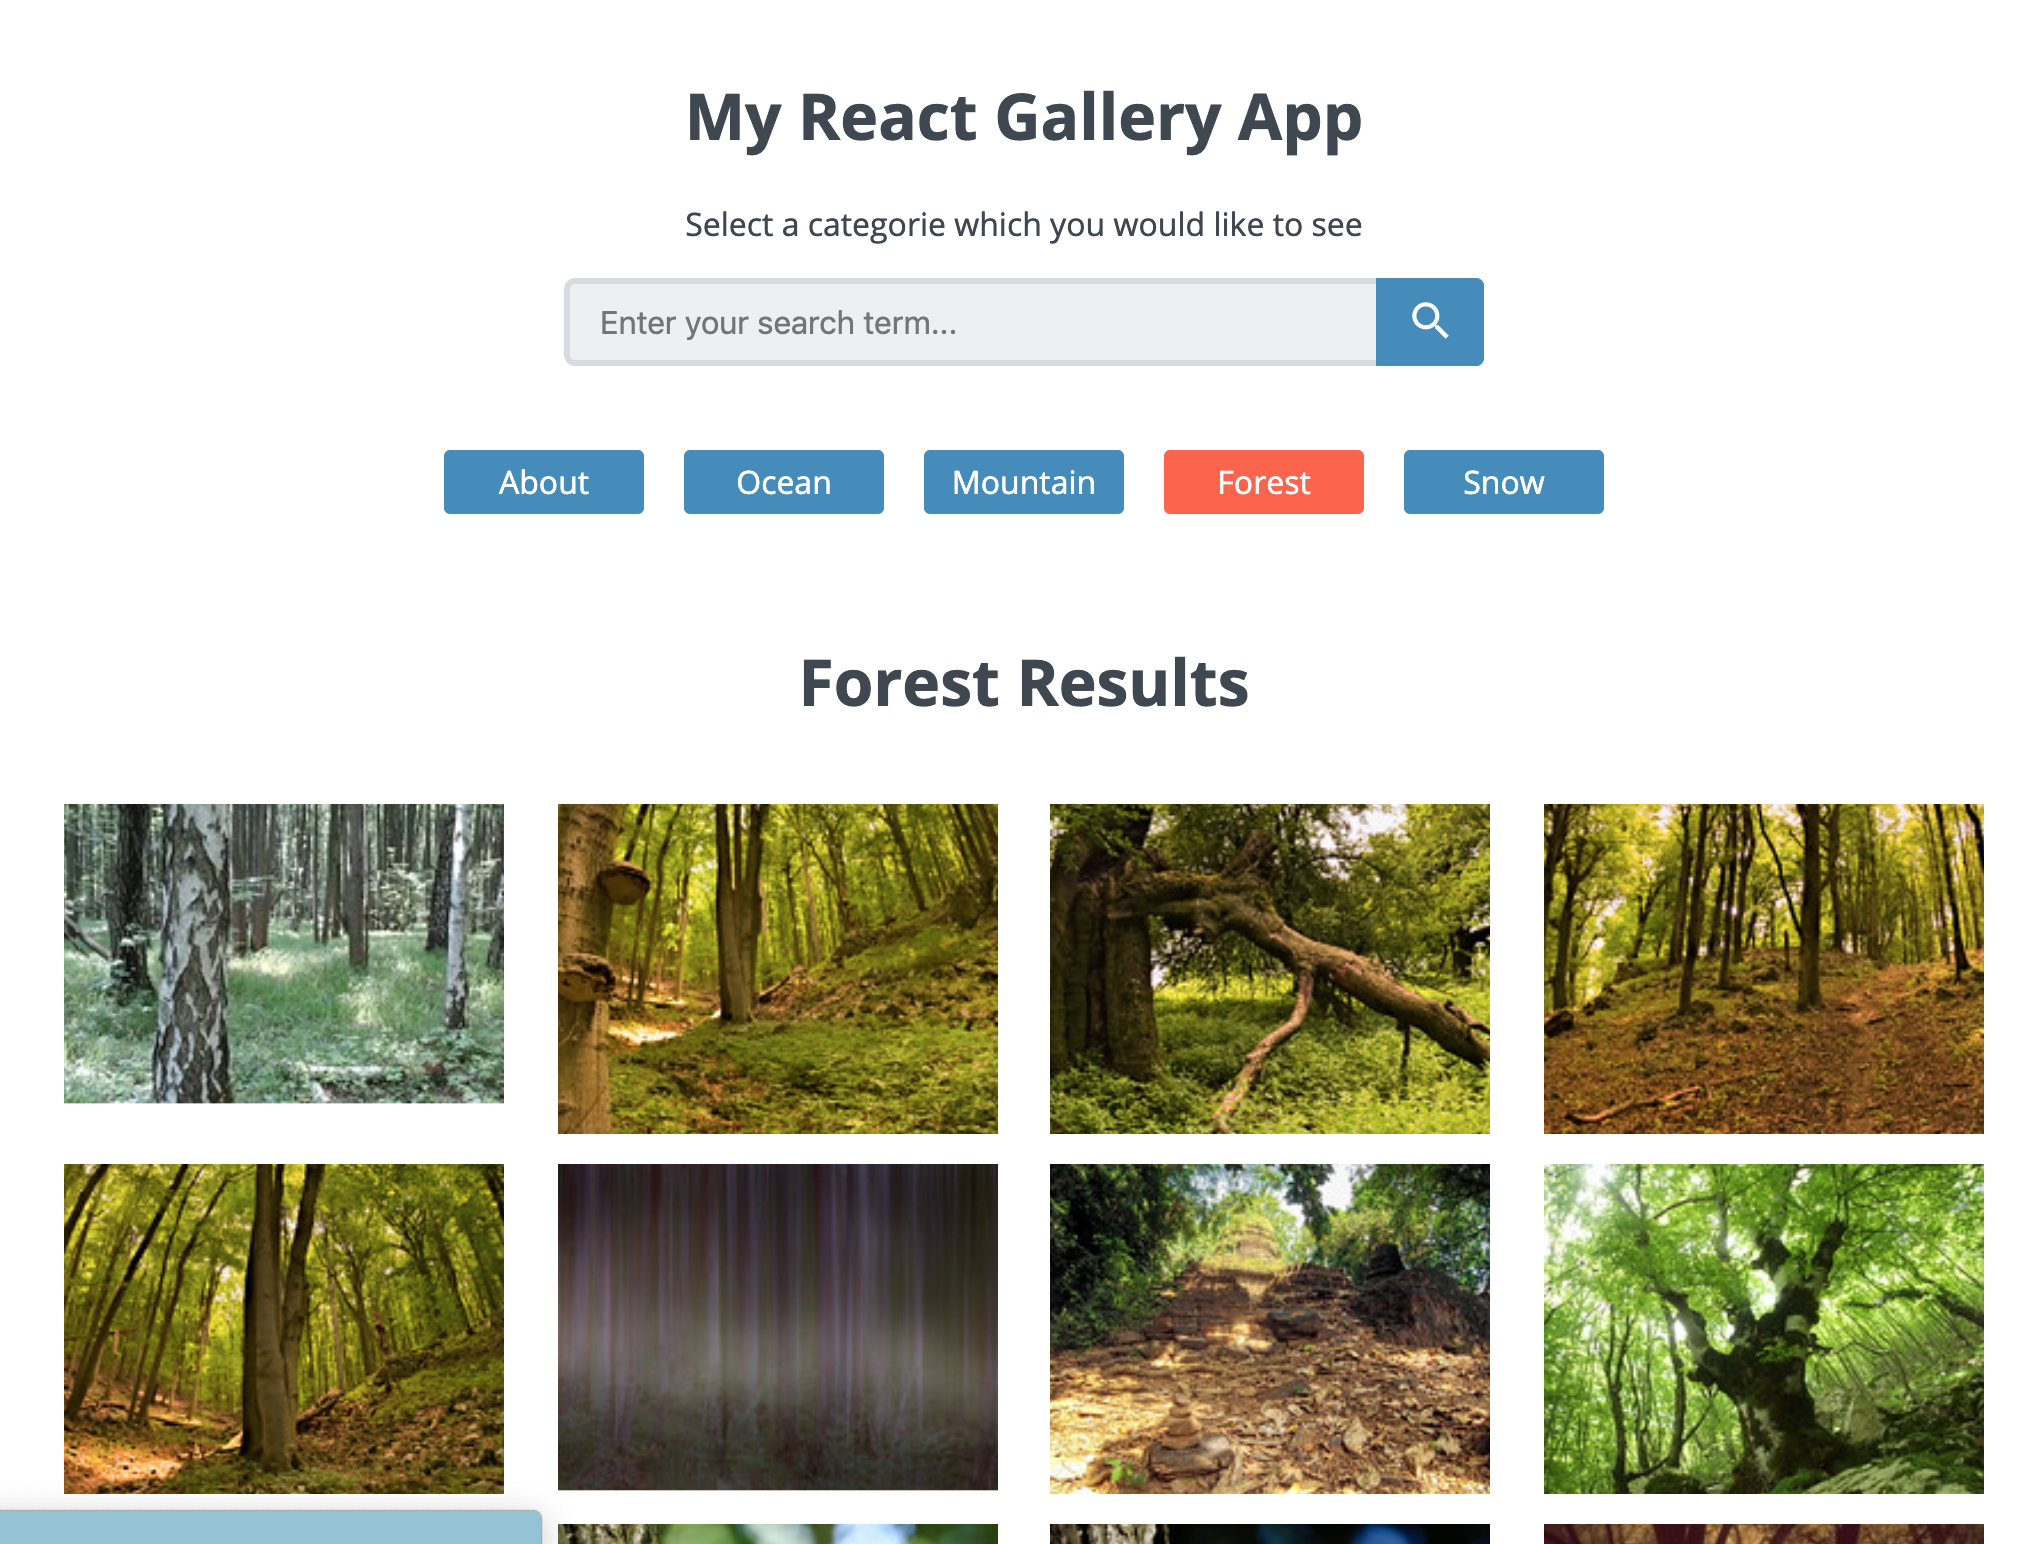 My React Gallery App
Select a categorie which you would like to see
Enter your search term...
About Ocean Mountain Forest Snow
Forest Results